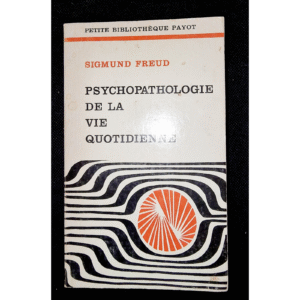 PETITE BIBLIOTHÈQUE PAYOT
SIGMUND FREUD
PSYCHOPATHOLOGIE
DE LA
VIE
QUOTIDIENNE